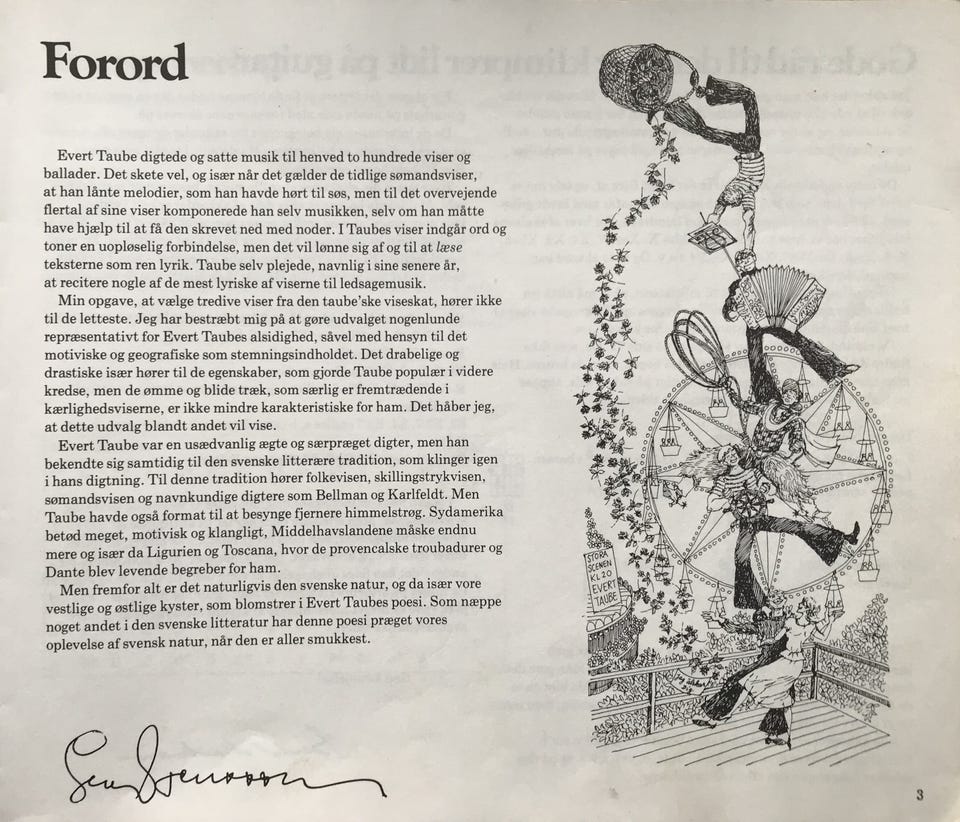 Forord
Evert Taube digtede og satte musik til henved to hundrede viser og
ballader. Det skete vel, og især når det gælder de tidlige sømandsviser,
at han lånte melodier, som han havde hørt til søs, men til det overvejende
flertal af sine viser komponerede han selv musikken, selv om han måtte
have hjælp til at få den skrevet ned med noder. I Taubes viser indgår ord og
toner en uopløselig forbindelse, men det vil lønne sig af og til at læse
teksterne som ren lyrik. Taube selv plejede, navnlig i sine senere år,
at recitere nogle af de mest lyriske af viserne til ledsagemusik.
Min opgave, at vælge tredive viser fra den taube'ske viseskat, hører ikke
til de letteste. Jeg har bestræbt mig på at gøre udvalget nogenlunde
repræsentativt for Evert Taubes alsidighed, såvel med hensyn til det
motiviske og geografiske som stemningsindholdet. Det drabelige og
drastiske især hører til de egenskaber, som gjorde Taube populær i videre
kredse, men de ømme og blide træk, som særlig er fremtrædende i
kærlighedsviserne, er ikke mindre karakteristiske for ham. Det håber jeg,
at dette udvalg blandt andet vil vise.
Evert Taube var en usædvanlig ægte og særpræget digter, men han
bekendte sig samtidig til den svenske litterære tradition, som klinger igen
i hans digtning. Til denne tradition hører folkevisen, skillingstrykvisen,
sømandsvisen og navnkundige digtere som Bellman og Karlfeldt. Men
Taube havde også format til at besynge fjernere himmelstrøg. Sydamerika
betød meget, motivisk og klangligt, Middelhavslandene måske endnu
mere og især da Ligurien og Toscana, hvor de provencalske troubadurer og
Dante blev levende begreber for ham.
Men fremfor alt er det naturligvis den svenske natur, og da især vore
vestlige og østlige kyster, som blomstrer i Evert Taubes poesi. Som næppe
noget andet i den svenske litteratur har denne poesi præget vores
oplevelse af svensk natur, når den er aller smukkest.
STORA
SCENEN
KL 20
EVERT
TAUBE
3